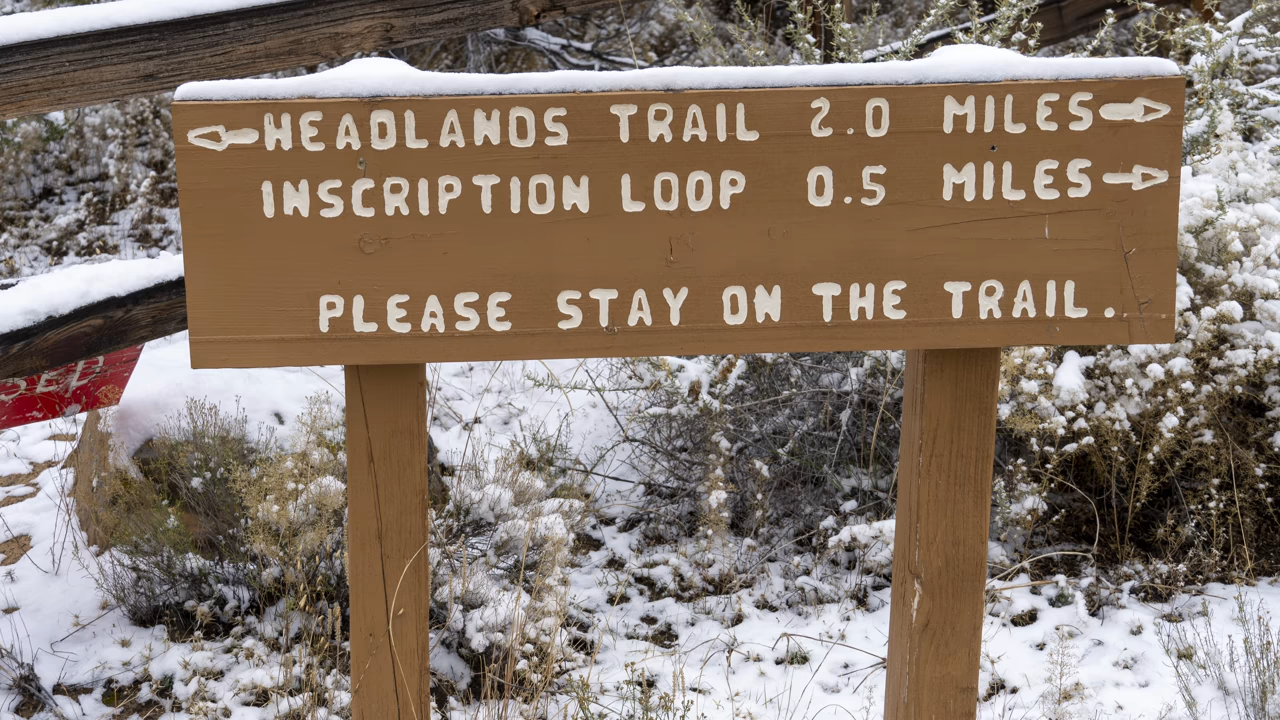 HEADLANDS TRAIL 2.0 MILES
INSCRIPTION LOOP 0.5 MILES
PLEASE STAY ON THE TRAIL.